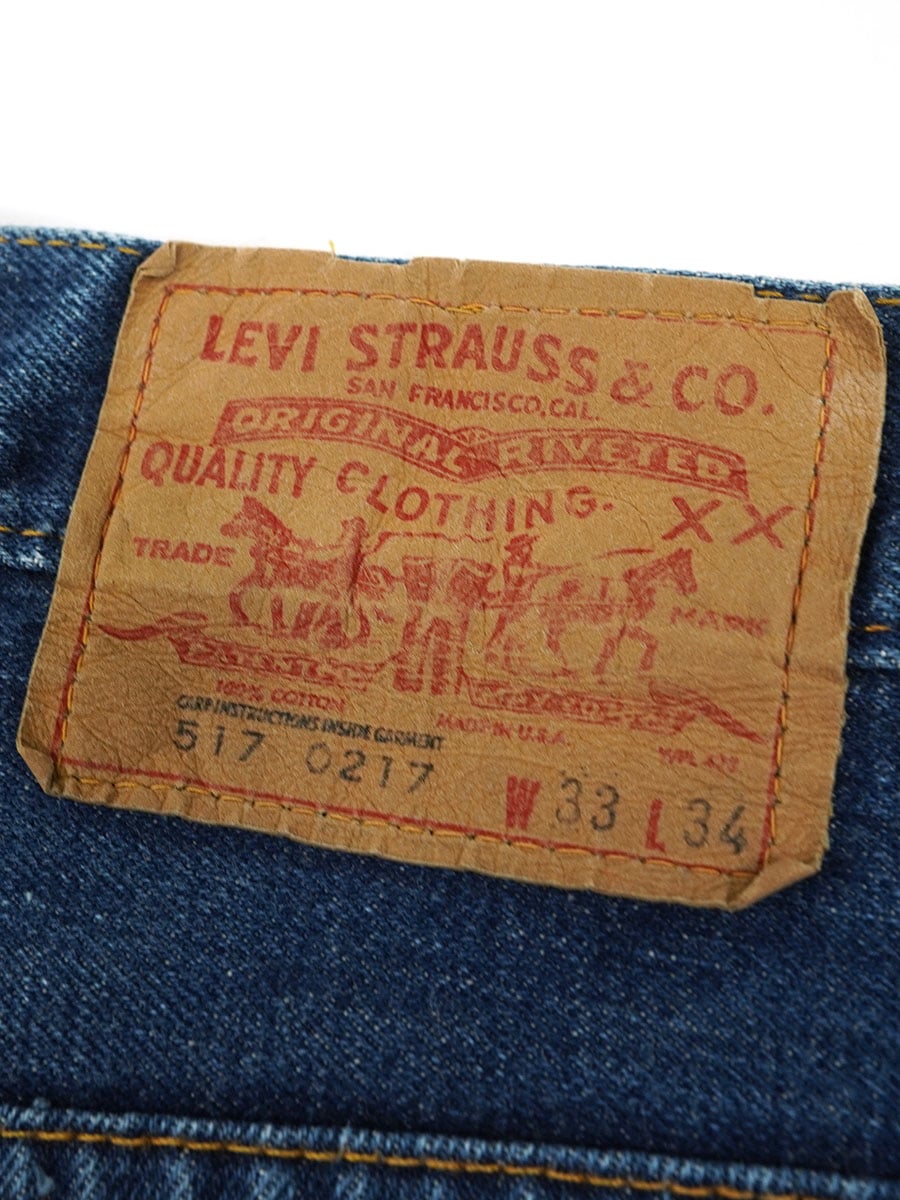 LEVI STRAUSS & CO.
SAN FRANCISCO, CAL.
ORIGINAL RIVETED
QUALITY CLOTHING.
XX
TRADE MARK
100% COTTON
CARE INSTRUCTIONS INSIDE GARMENT
MADE IN U.S.A.
517 0217
W 33 L 34